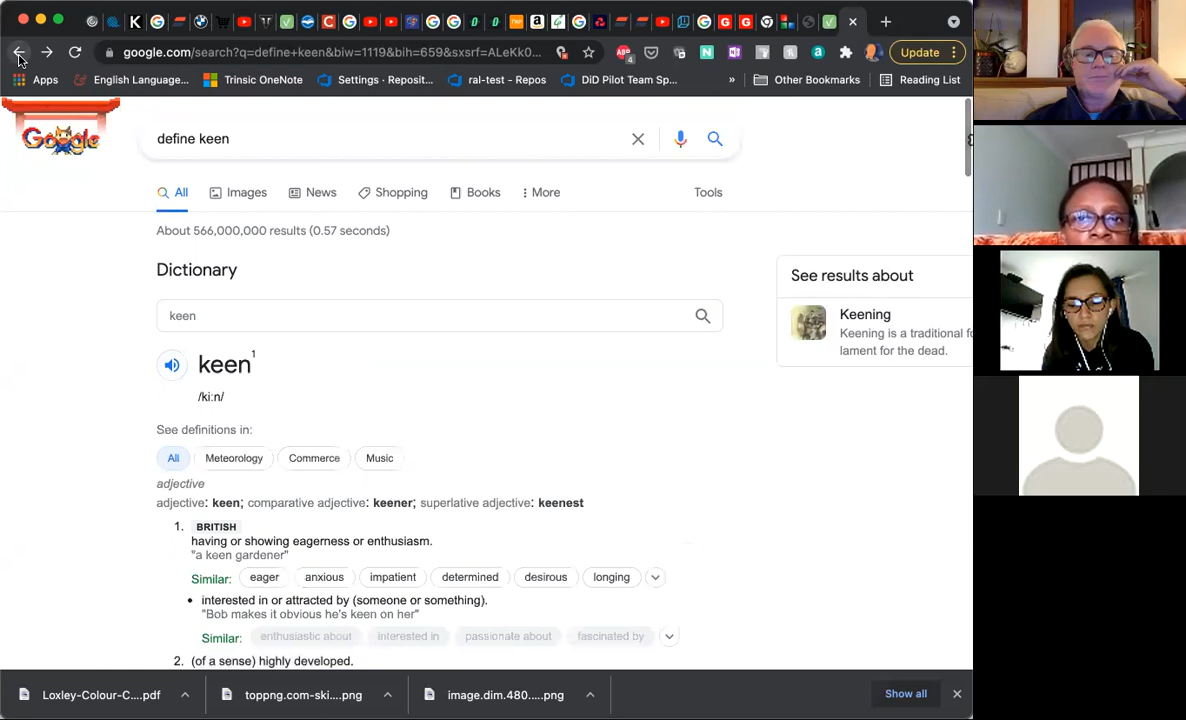 google.com/search?q=define+keen&biw=1119&bih=659&sxsrf=ALeKk0...
4
Update
Apps
English Language...
Trinsic OneNote
Settings · Reposit...
ral-test - Repos
DiD Pilot Team Sp...
»
Other Bookmarks
Reading List
Google
define keen
All
Images
News
Shopping
Books
More
Tools
About 566,000,000 results (0.57 seconds)
Dictionary
See results about
keen
Keening
Keening is a traditional fo
lament for the dead.
keen1
/kiːn/
See definitions in:
All
Meteorology
Commerce
Music
adjective
adjective: keen; comparative adjective: keener; superlative adjective: keenest
1. BRITISH
having or showing eagerness or enthusiasm.
"a keen gardener"
Similar: eager anxious impatient determined desirous longing
• interested in or attracted by (someone or something).
"Bob makes it obvious he's keen on her"
Similar: enthusiastic about interested in passionate about fascinated by
2. (of a sense) highly developed.
Loxley-Colour-C....pdf
toppng.com-ski....png
image.dim.480.....png
Show all